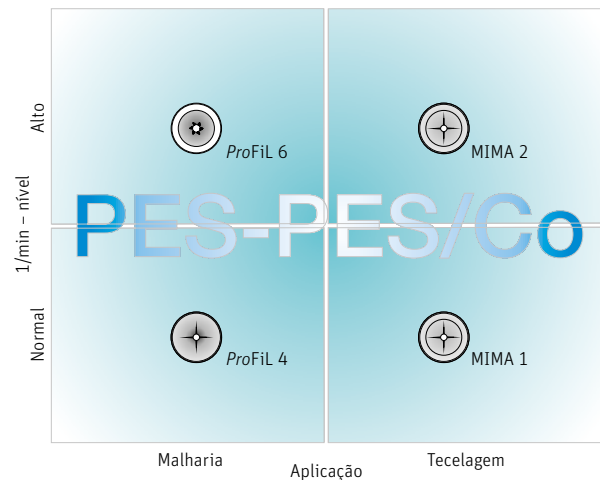 Alto
ProFiL 6
MIMA 2
1/min – nível
PES-PES/Co
Normal
ProFiL 4
MIMA 1
Malharia
Tecelagem
Aplicação